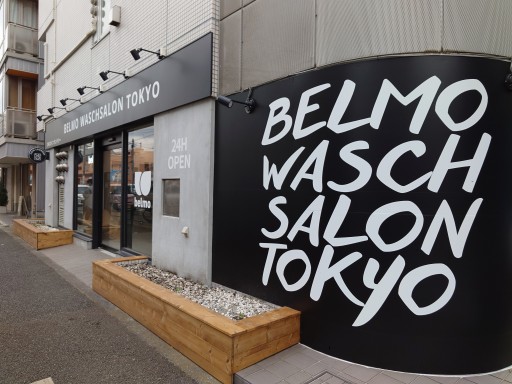 BELMO WASCHSALON TOKYO
24H
OPEN
belmo
BELMO
WASCH
SALON
TOKYO